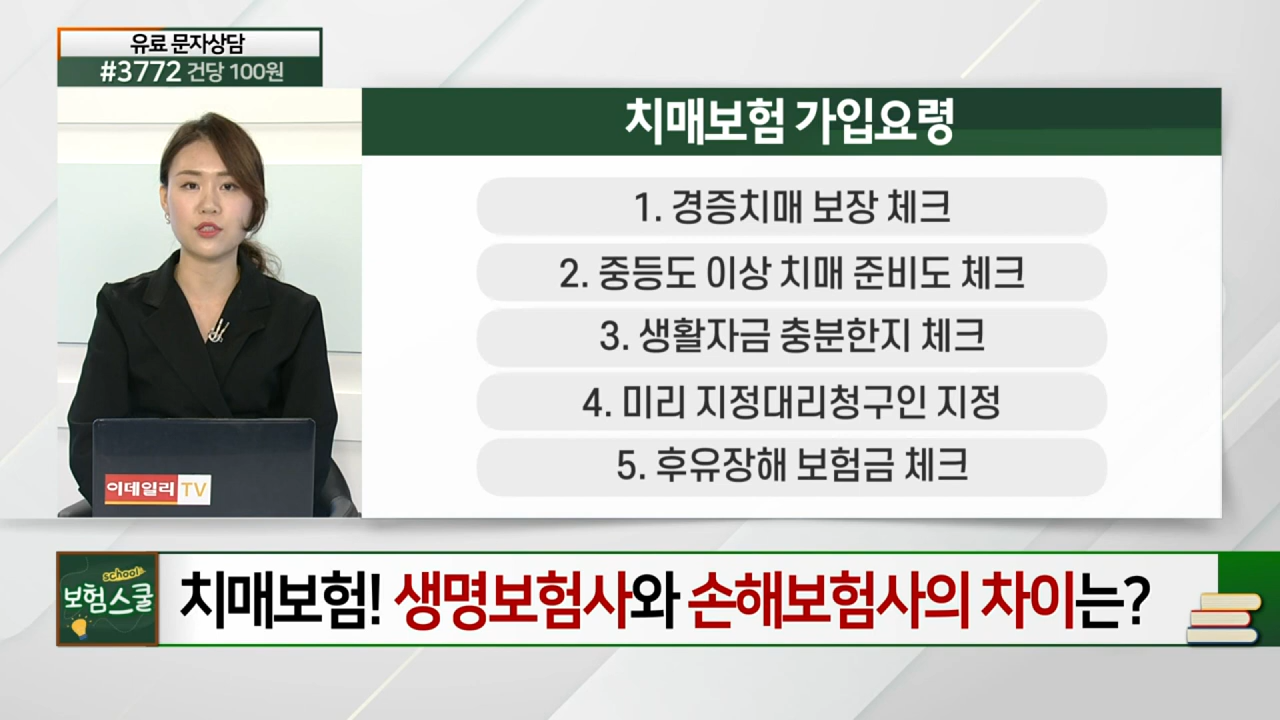 유료 문자상담
#3772 건당 100원
치매보험 가입요령
1. 경증치매 보장 체크
2. 중등도 이상 치매 준비도 체크
3. 생활자금 충분한지 체크
4. 미리 지정대리청구인 지정
5. 후유장해 보험금 체크
이데일리TV
school
보험스쿨
치매보험! 생명보험사와 손해보험사의 차이는?